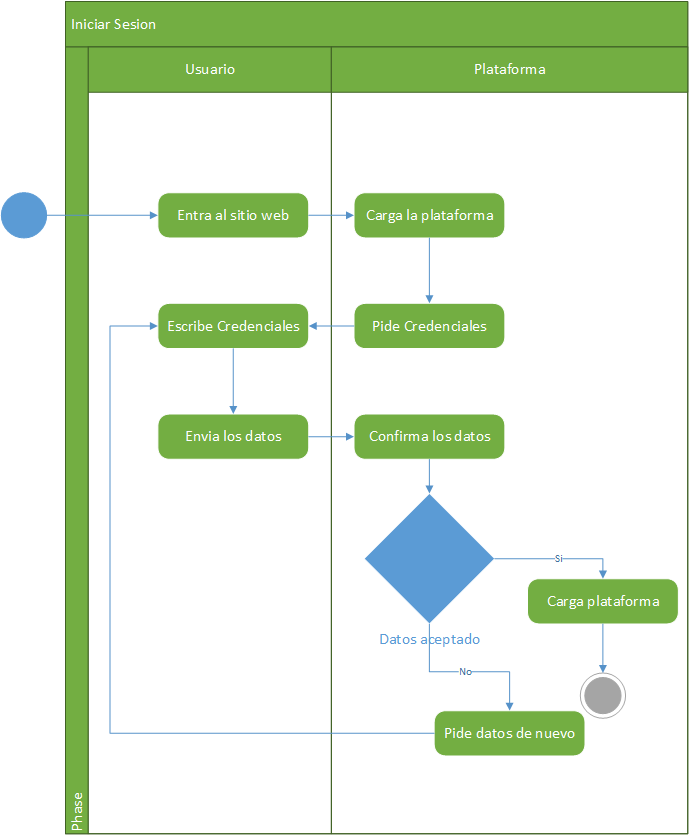 Iniciar Sesion
Usuario
Plataforma
Entra al sitio web
Carga la plataforma
Escribe Credenciales
Pide Credenciales
Envia los datos
Confirma los datos
Si
Carga plataforma
Datos aceptado
No
Pide datos de nuevo
Phase